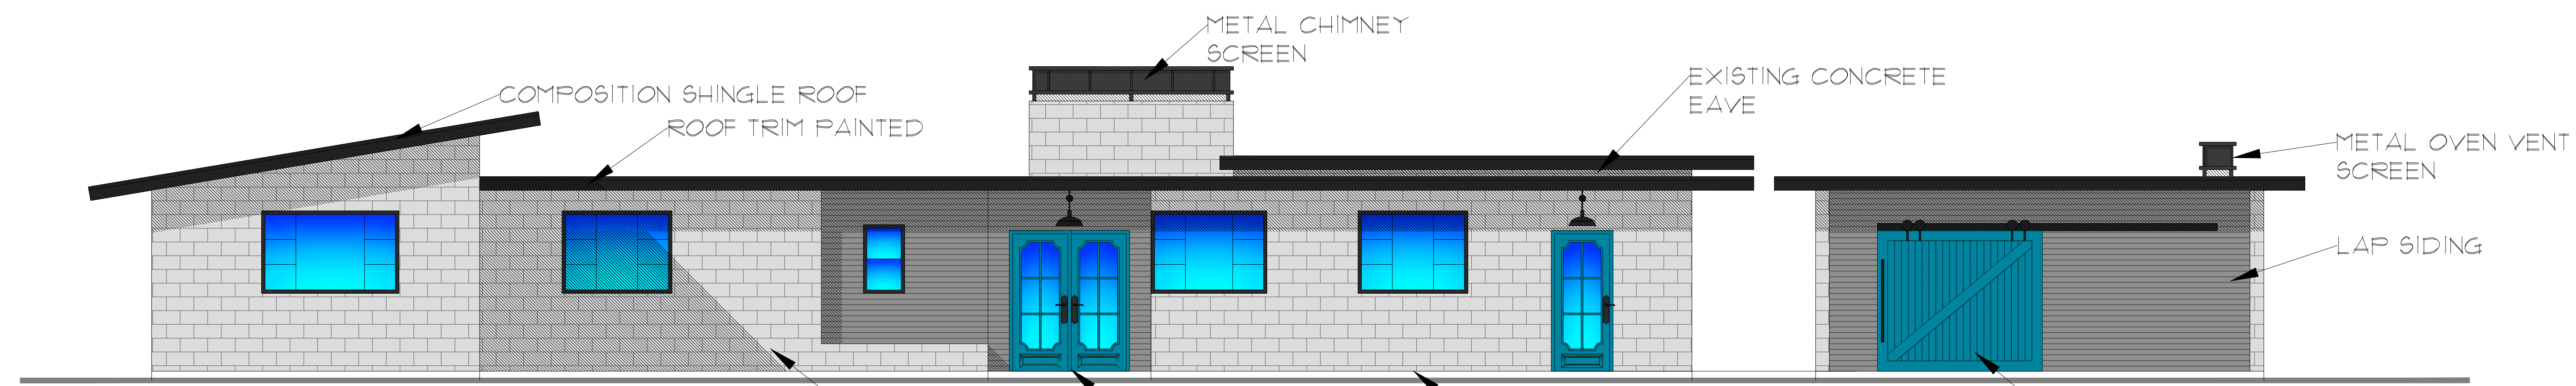 METAL CHIMNEY
SCREEN
COMPOSITION SHINGLE ROOF
ROOF TRIM PAINTED
EXISTING CONCRETE
EAVE
METAL OVEN VENT
SCREEN
LAP SIDING